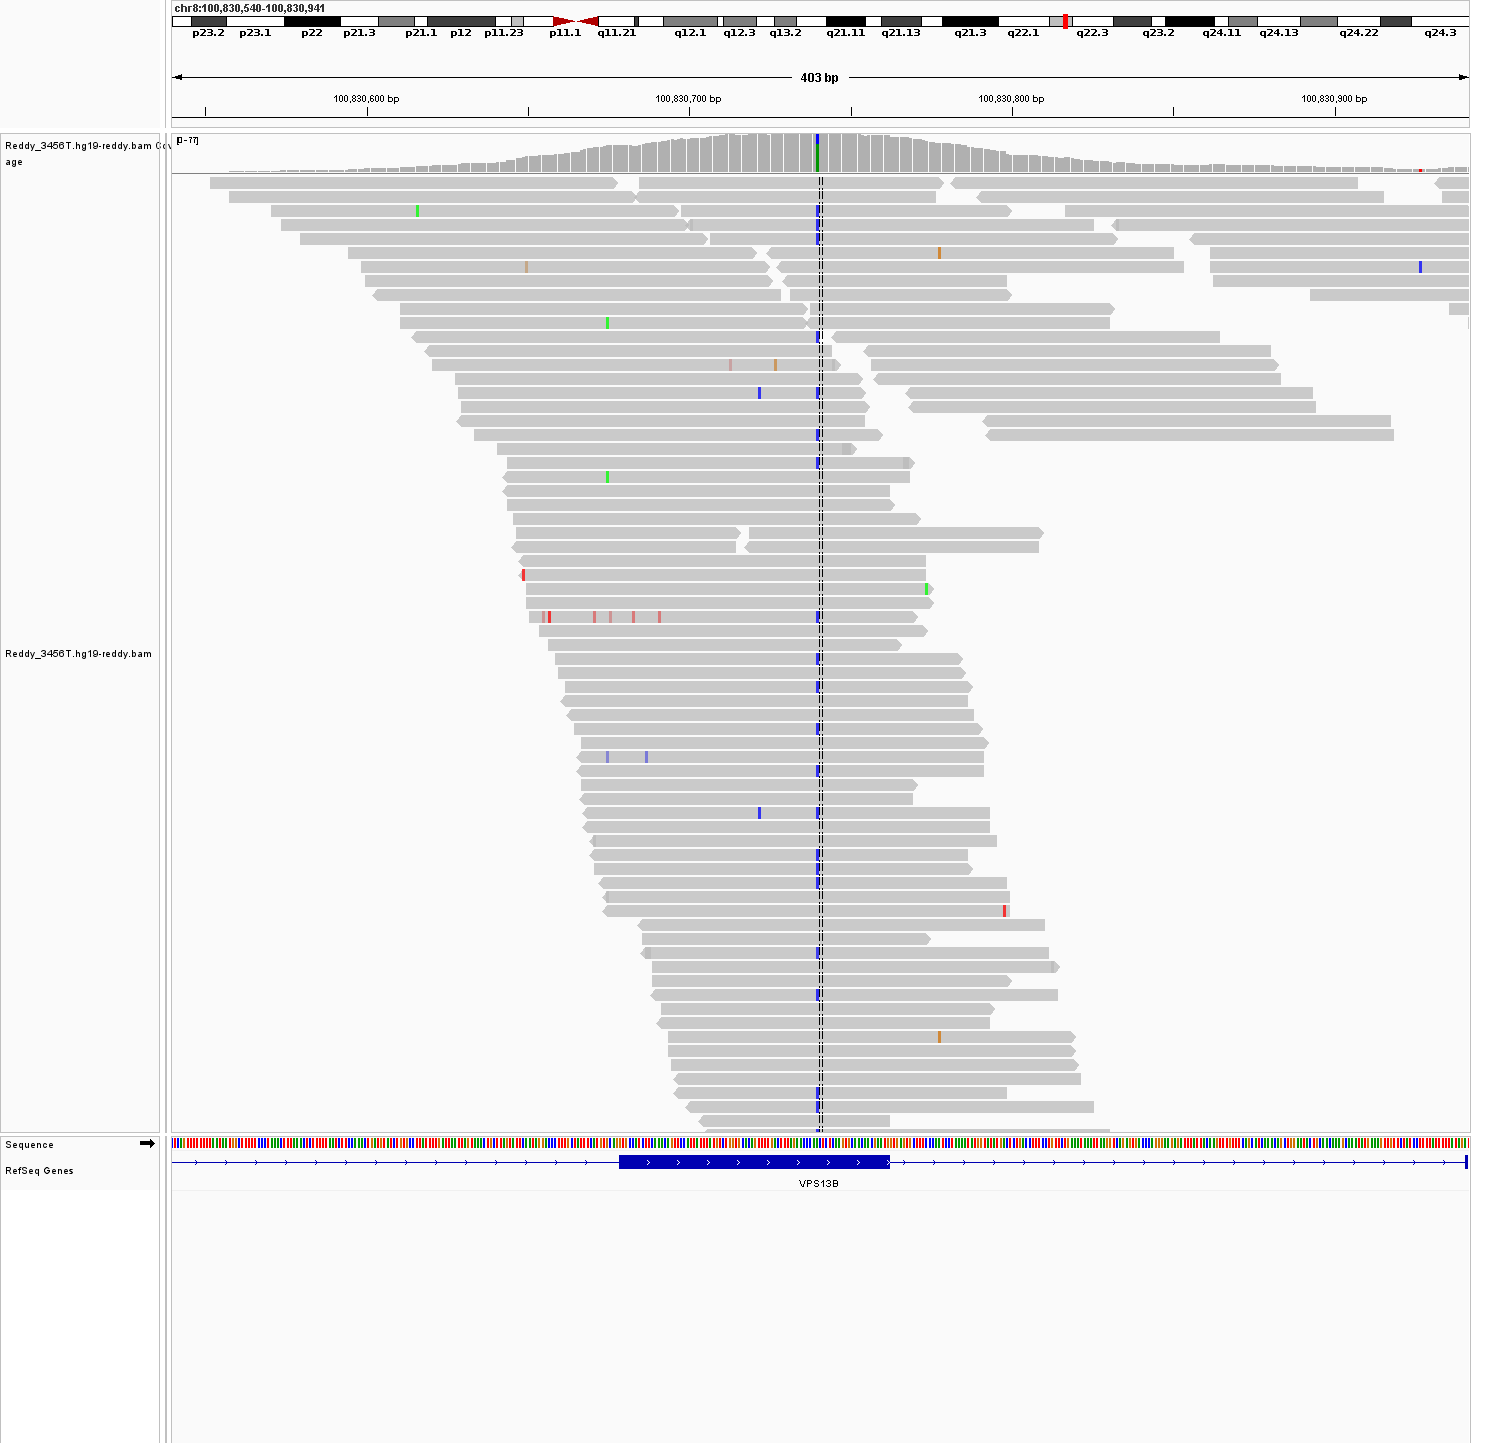 chr8:100,830,540-100,830,941
p23.2 p23.1 p22 p21.3 p21.1 p12 p11.23 p11.1 q11.21 q12.1 q12.3 q13.2 q21.11 q21.13 q21.3 q22.1 q22.3 q23.2 q24.11 q24.13 q24.22 q24.3
403 bp
100,830,600 bp 100,830,700 bp 100,830,800 bp 100,830,900 bp
[0 - 77]
Reddy_3456T.hg19-reddy.bam Cov
age
Reddy_3456T.hg19-reddy.bam
Sequence
RefSeq Genes
VPS13B